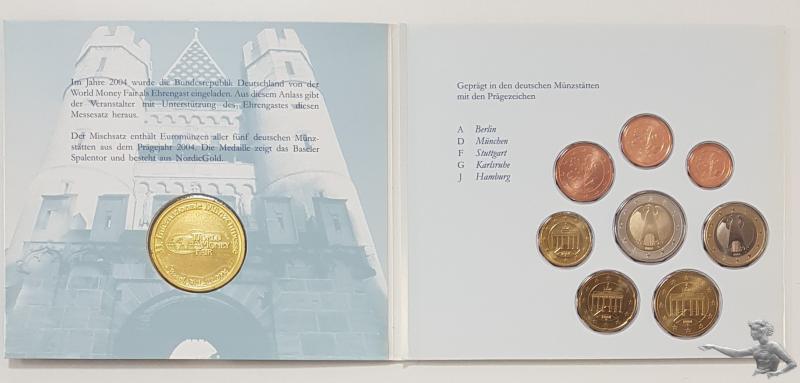 Im Jahre 2004 wurde die Bundesrepublik Deutschland von der
World Money Fair als Ehrengast eingeladen. Aus diesem Anlass gibt
der Veranstalter mit Unterstützung des Ehrengastes diesen
Messesatz heraus.
Der Mischsatz enthält Euromünzen aller fünf deutschen Münz-
stätten aus dem Prägejahr 2004. Die Medaille zeigt das Baseler
Spalentor und besteht aus NordicGold.
Internationale Münzenmesse
WORLD
MONEY
FAIR
Geprägt in den deutschen Münzstätten
mit den Prägezeichen
A Berlin
D München
F Stuttgart
G Karlsruhe
J Hamburg